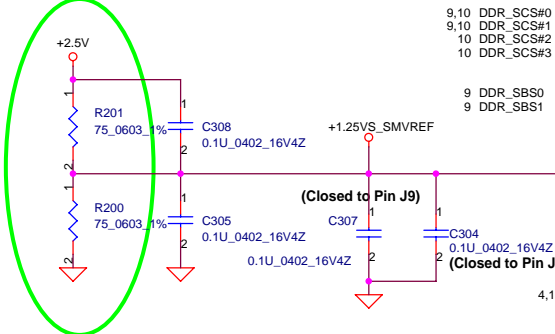 9,10 DDR_SCS#0
9,10 DDR_SCS#1
10 DDR_SCS#2
10 DDR_SCS#3
9 DDR_SBS0
9 DDR_SBS1
+2.5V
1
1
R201
75_0603_1%
C308
0.1U_0402_16V4Z
2
2
+1.25VS_SMVREF
1
1
R200
75_0603_1%
C305
0.1U_0402_16V4Z
2
2
(Closed to Pin J9)
1
1
C307
C304
0.1U_0402_16V4Z
0.1U_0402_16V4Z
2
2
(Closed to Pin J
4,1